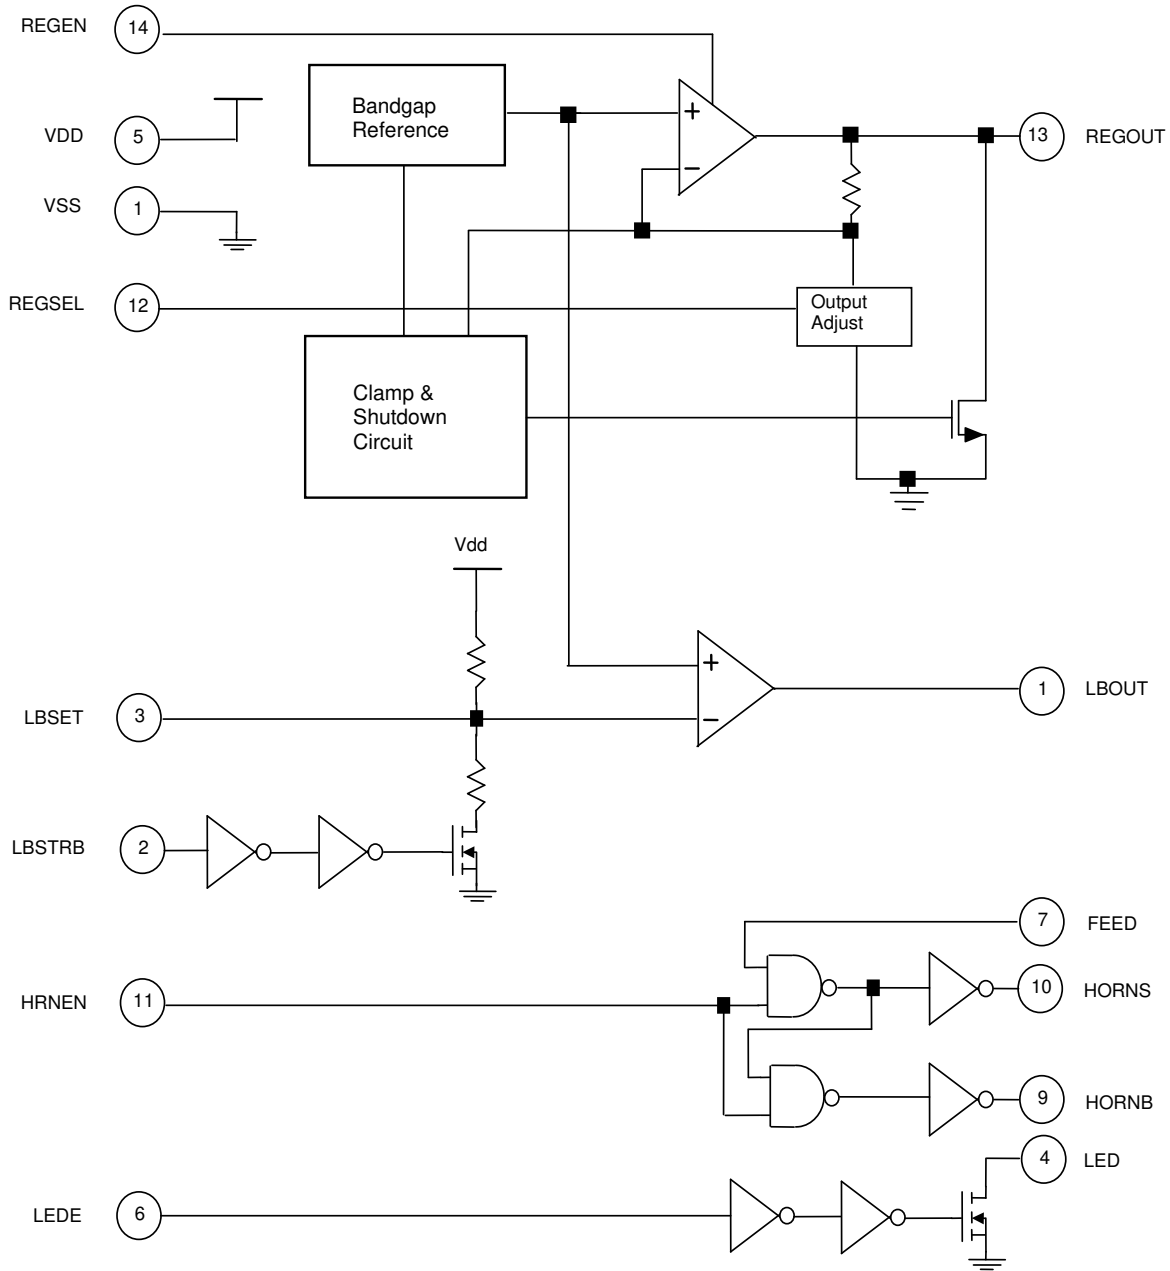 REGEN 14
Bandgap
Reference
+
−
VDD 5
13 REGOUT
VSS 1
REGSEL 12
Output
Adjust
Clamp &
Shutdown
Circuit
Vdd
+
−
1 LBOUT
LBSET 3
LBSTRB 2
7 FEED
HRNEN 11
10 HORNS
9 HORNB
4 LED
LEDE 6